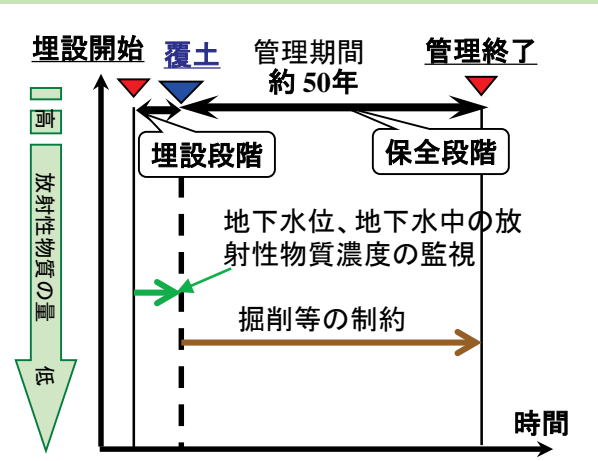 埋設開始
覆土
管理期間
約 50年
管理終了
高
埋設段階
保全段階
放射性物質の量
地下水位、地下水中の放
射性物質濃度の監視
掘削等の制約
低
時間